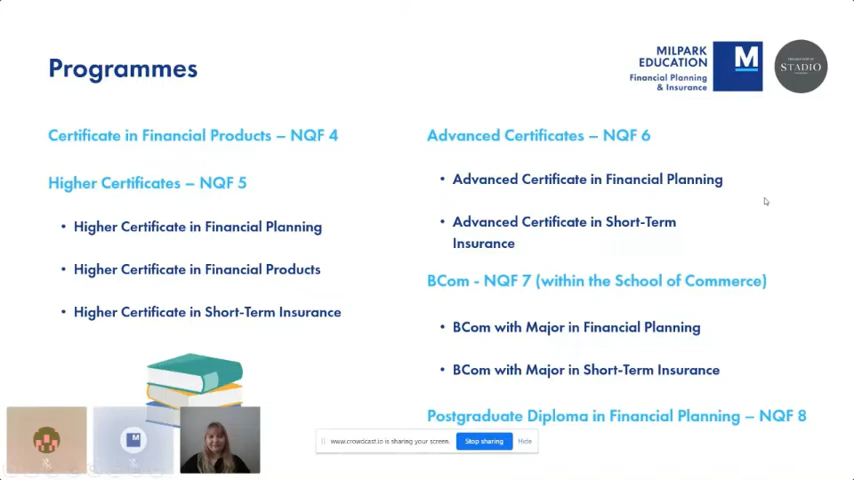 Programmes
MILPARK
EDUCATION
Financial Planning
& Insurance
M
STADIO
Certificate in Financial Products – NQF 4
Higher Certificates – NQF 5
• Higher Certificate in Financial Planning
• Higher Certificate in Financial Products
• Higher Certificate in Short-Term Insurance
Advanced Certificates – NQF 6
• Advanced Certificate in Financial Planning
• Advanced Certificate in Short-Term
Insurance
BCom - NQF 7 (within the School of Commerce)
• BCom with Major in Financial Planning
• BCom with Major in Short-Term Insurance
Postgraduate Diploma in Financial Planning – NQF 8
M
www.crowdcast.io is sharing your screen.
Stop sharing
Hide